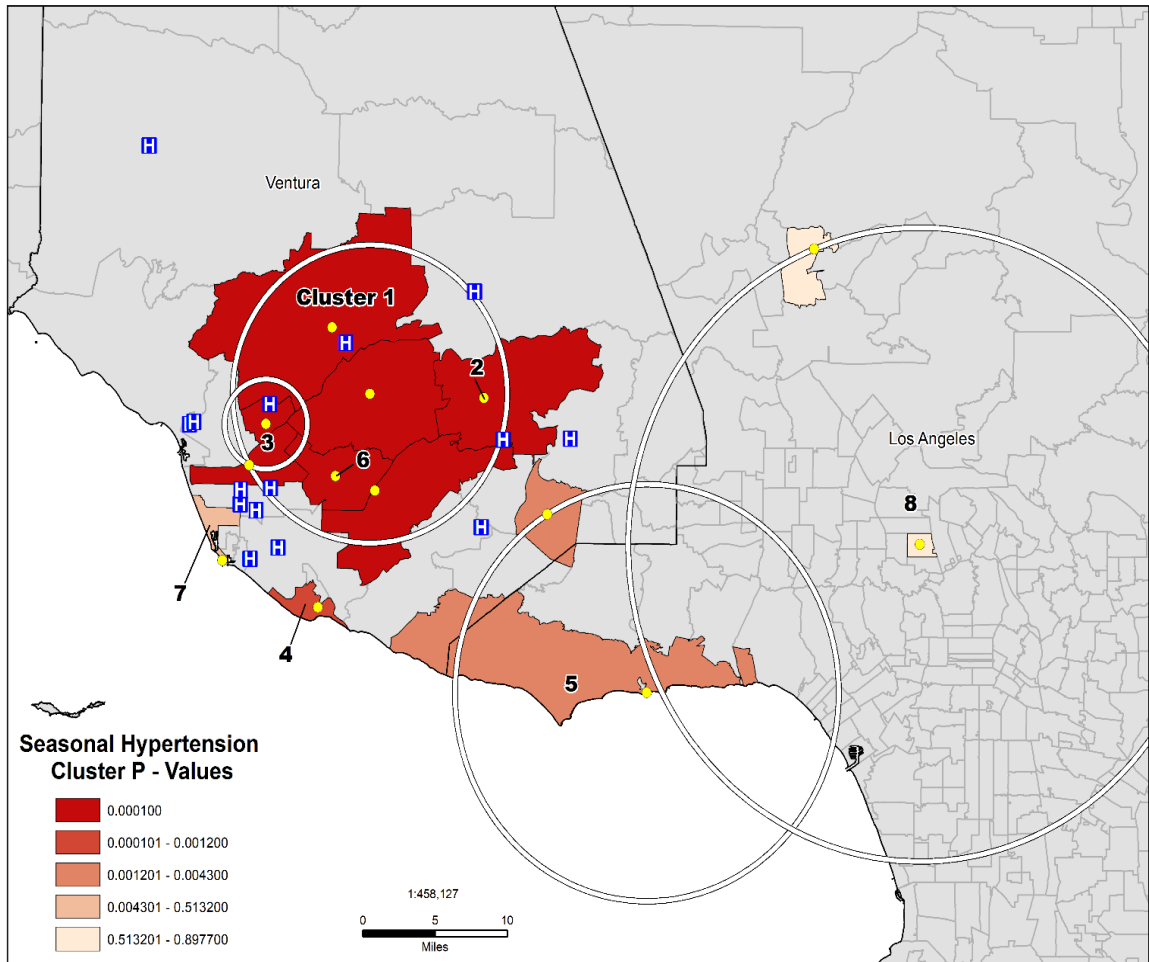 H
Ventura
H
Cluster 1
H
2
H
Los Angeles
H
H
3
H
H
H
6
8
H
H
H
H
H
H
H
7
4
5
Seasonal Hypertension
Cluster P - Values
0.000100
0.000101 - 0.001200
0.001201 - 0.004300
0.004301 - 0.513200
0.513201 - 0.897700
1:458,127
0 5 10
Miles